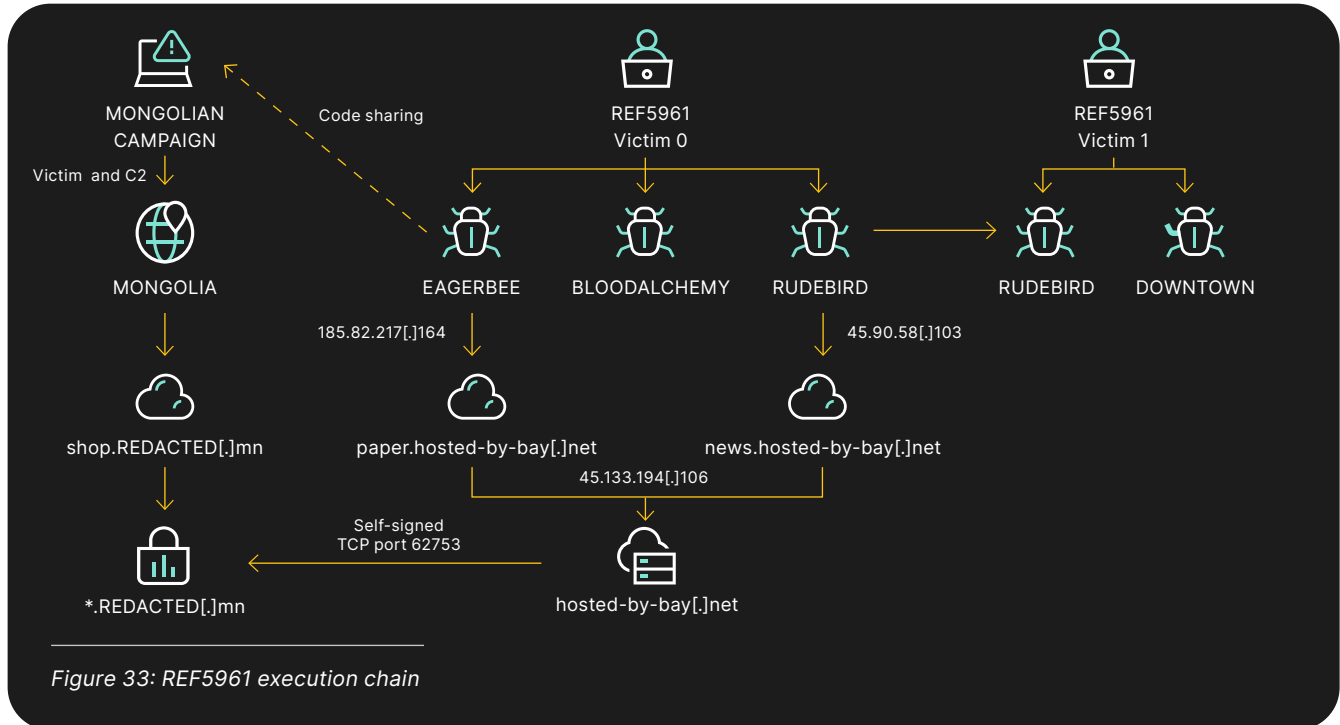 MONGOLIAN
CAMPAIGN
REF5961
Victim 0
REF5961
Victim 1
Code sharing
Victim and C2
MONGOLIA
EAGERBEE
BLOODALCHEMY
RUDEBIRD
RUDEBIRD
DOWNTOWN
185.82.217[.]164
45.90.58[.]103
shop.REDACTED[.]mn
paper.hosted-by-bay[.]net
news.hosted-by-bay[.]net
45.133.194[.]106
Self-signed
TCP port 62753
*.REDACTED[.]mn
hosted-by-bay[.]net
Figure 33: REF5961 execution chain